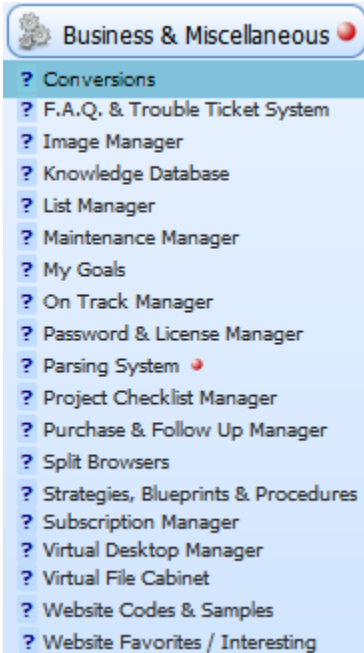 Business & Miscellaneous
? Conversions
? F.A.Q. & Trouble Ticket System
? Image Manager
? Knowledge Database
? List Manager
? Maintenance Manager
? My Goals
? On Track Manager
? Password & License Manager
? Parsing System
? Project Checklist Manager
? Purchase & Follow Up Manager
? Split Browsers
? Strategies, Blueprints & Procedures
? Subscription Manager
? Virtual Desktop Manager
? Virtual File Cabinet
? Website Codes & Samples
? Website Favorites / Interesting